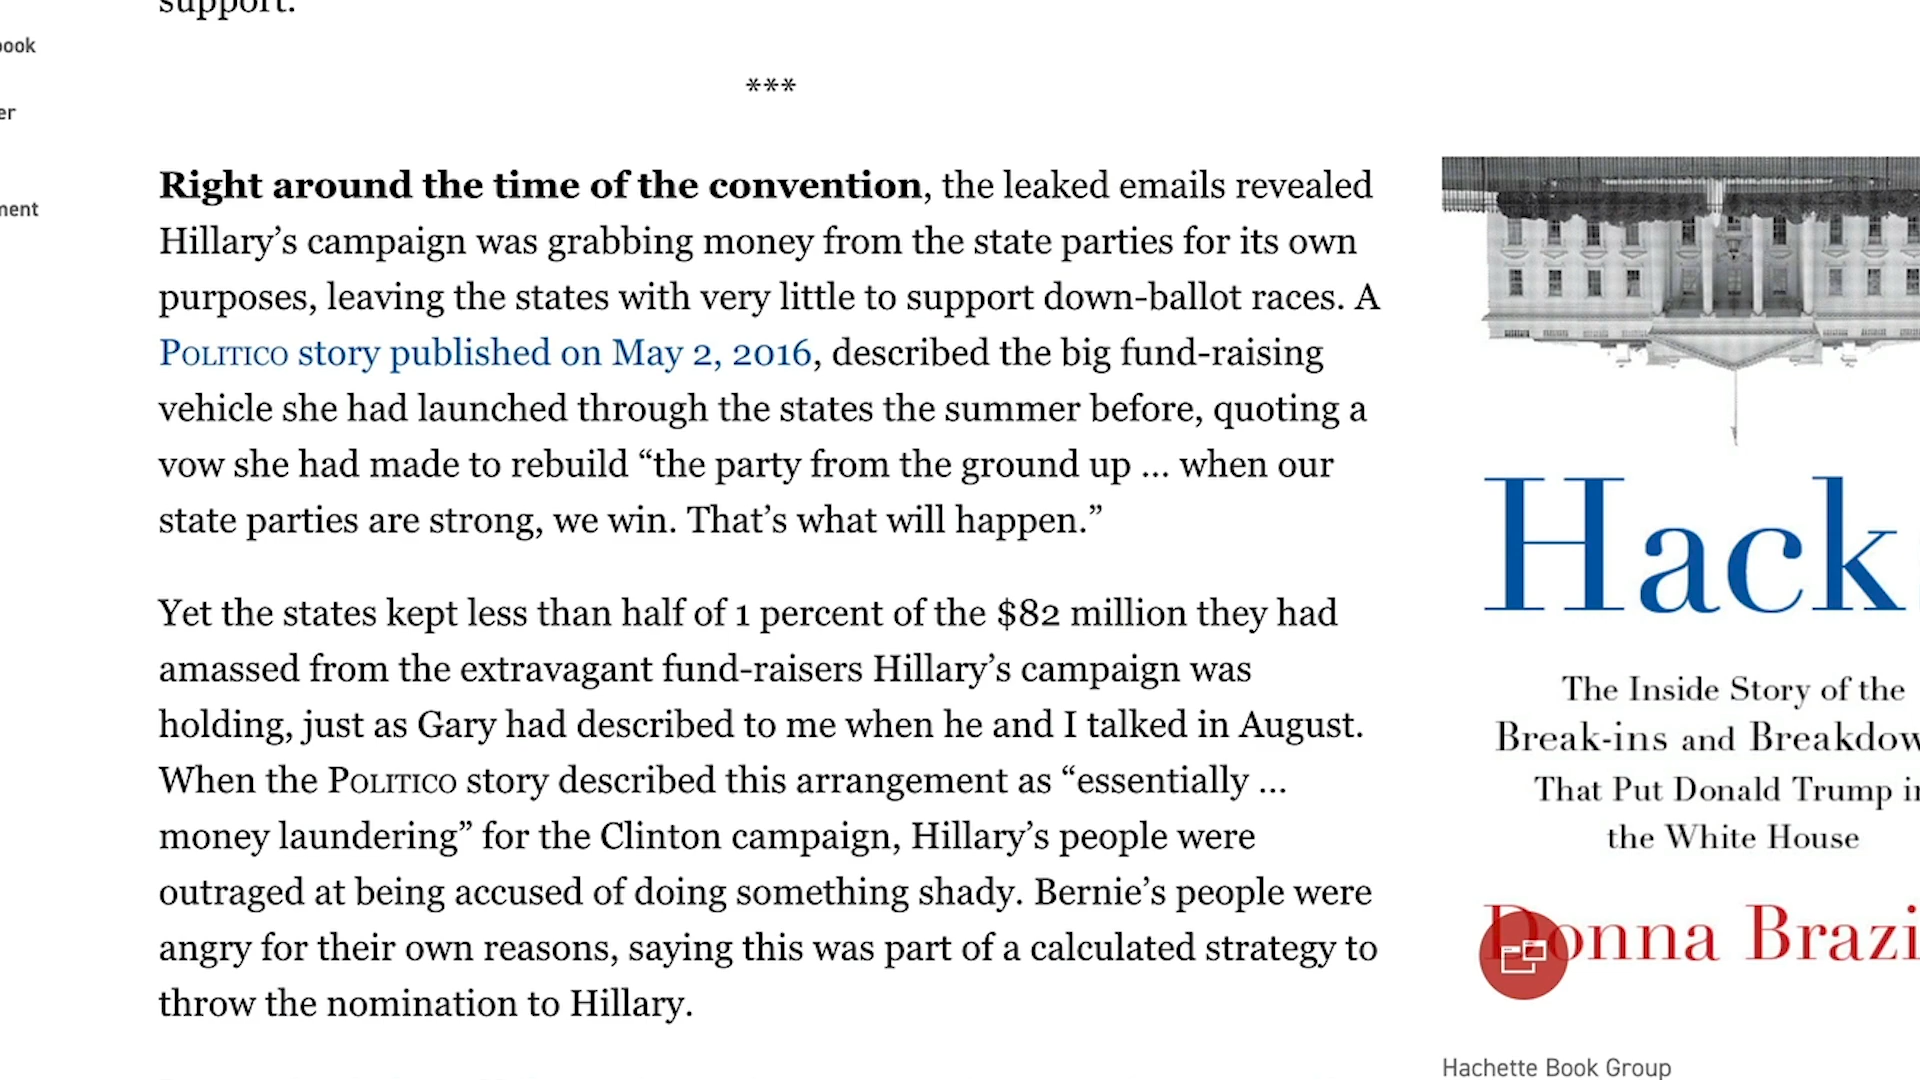 support.
book
***
er
Right around the time of the convention, the leaked emails revealed
ment
Hillary’s campaign was grabbing money from the state parties for its own
purposes, leaving the states with very little to support down-ballot races. A
POLITICO story published on May 2, 2016, described the big fund-raising
vehicle she had launched through the states the summer before, quoting a
vow she had made to rebuild “the party from the ground up ... when our
state parties are strong, we win. That’s what will happen.”
Yet the states kept less than half of 1 percent of the $82 million they had
amassed from the extravagant fund-raisers Hillary’s campaign was
holding, just as Gary had described to me when he and I talked in August.
When the POLITICO story described this arrangement as “essentially ...
money laundering” for the Clinton campaign, Hillary’s people were
outraged at being accused of doing something shady. Bernie’s people were
angry for their own reasons, saying this was part of a calculated strategy to
throw the nomination to Hillary.
Hack
The Inside Story of the
Break-ins and Breakdow
That Put Donald Trump in
the White House
Donna Brazi
Hachette Book Group